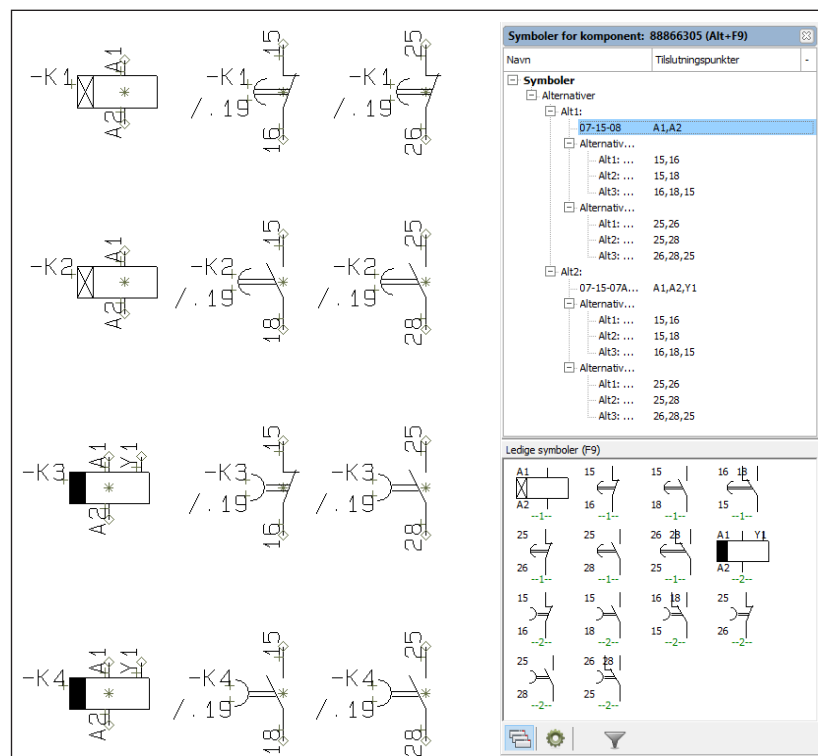 A1
-K1
A2
15
-K1
/.19
16
25
-K1
/.19
26
A1
-K2
A2
15
-K2
/.19
18
25
-K2
/.19
28
A1 Y1
-K3
A2
15
-K3
/.19
16
25
-K3
/.19
28
A1 Y1
-K4
A2
15
-K4
/.19
18
25
-K4
/.19
28
Symboler for komponent: 88866305 (Alt+F9)
Navn Tilslutningspunkter -
Symboler
Alternativer
Alt1:
07-15-08 A1,A2
Alternativ...
Alt1: ... 15,16
Alt2: ... 15,18
Alt3: ... 16,18,15
Alternativ...
Alt1: ... 25,26
Alt2: ... 25,28
Alt3: ... 26,28,25
Alt2:
07-15-07A... A1,A2,Y1
Alternativ...
Alt1: ... 15,16
Alt2: ... 15,18
Alt3: ... 16,18,15
Alternativ...
Alt1: ... 25,26
Alt2: ... 25,28
Alt3: ... 26,28,25
Ledige symboler (F9)
A1 15 15 16 18
A2 16 18 15
--1-- --1-- --1-- --1--
25 25 26 28 A1 Y1
26 28 25 A2
--1-- --1-- --1-- --2--
15 15 16 18 25
16 18 15 26
--2-- --2-- --2-- --2--
25 26 28
28 25
--2-- --2--